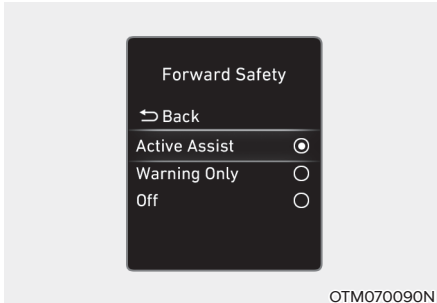 Forward Safety
Back
Active Assist
Warning Only
Off
OTM070090N